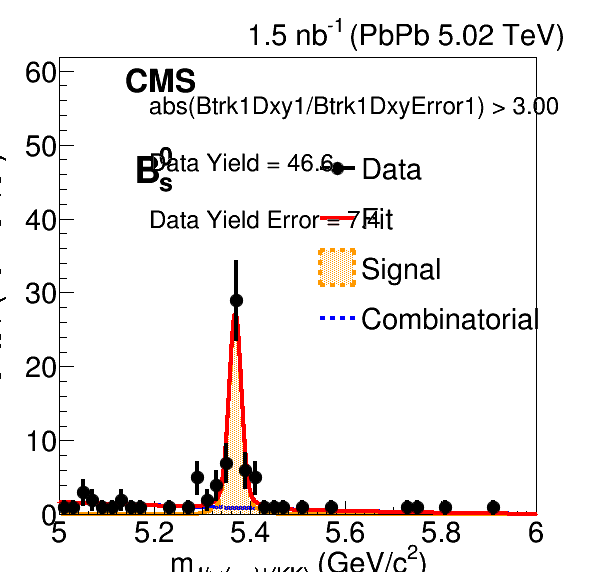 1.5 nb-1 (PbPb 5.02 TeV)
CMS
abs(Btrk1Dxy1/Btrk1DxyError1) > 3.00
B0s
Data Yield = 46.6
Data Yield Error = 7.4
Data
Fit
Signal
Combinatorial
60
50
40
30
20
10
0
5 5.2 5.4 5.6 5.8 6
m (GeV/c2)